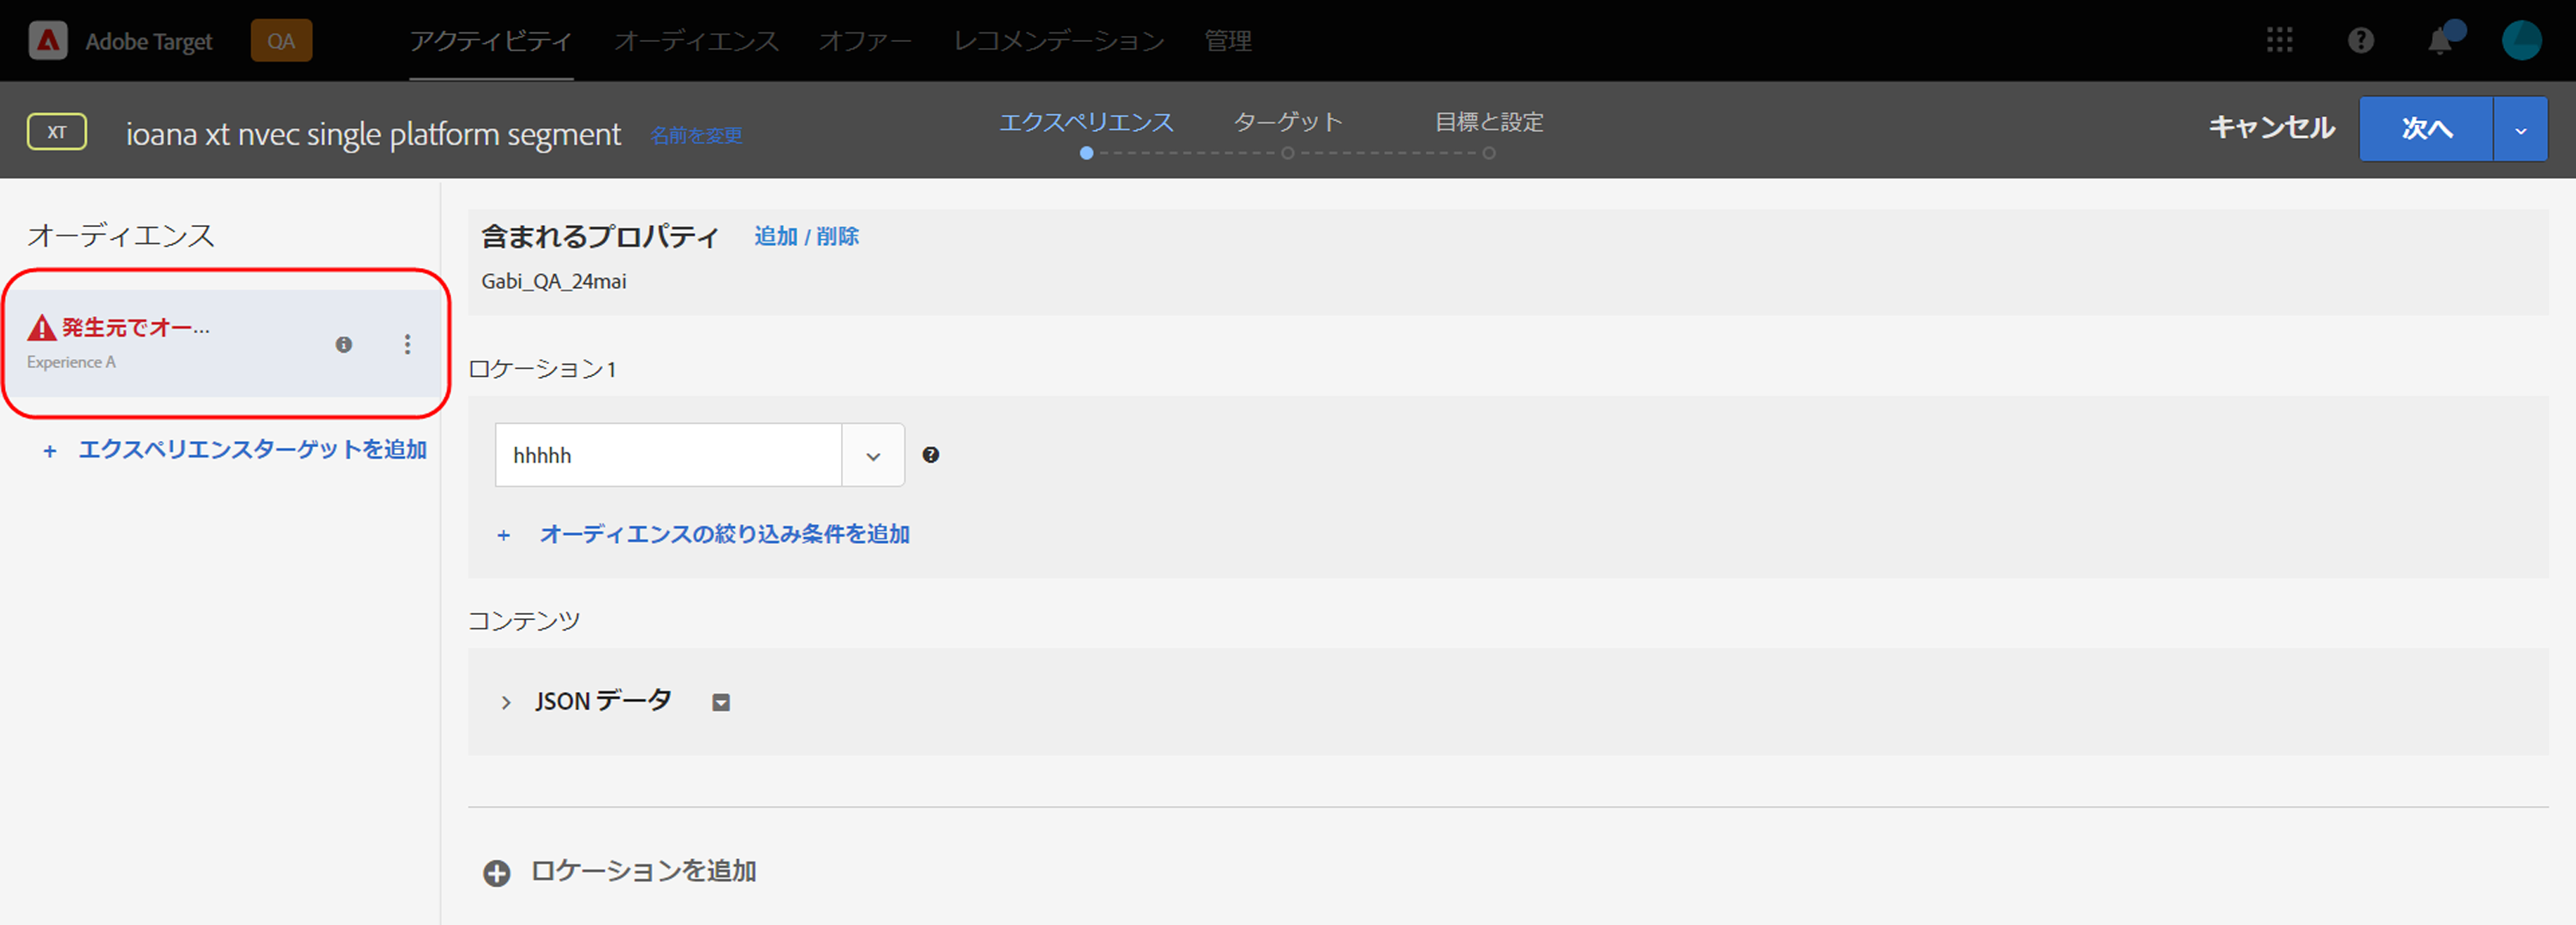 Adobe Target
QA
アクティビティ
オーディエンス
オファー
レコメンデーション
管理
XT
ioana xt nvec single platform segment
名前を変更
エクスペリエンス
ターゲット
目標と設定
キャンセル
次へ
オーディエンス
発生元でオー...
Experience A
+ エクスペリエンスターゲットを追加
含まれるプロパティ
追加 / 削除
Gabi_QA_24mai
ロケーション1
hhhhh
+ オーディエンスの絞り込み条件を追加
コンテンツ
JSON データ
ロケーションを追加